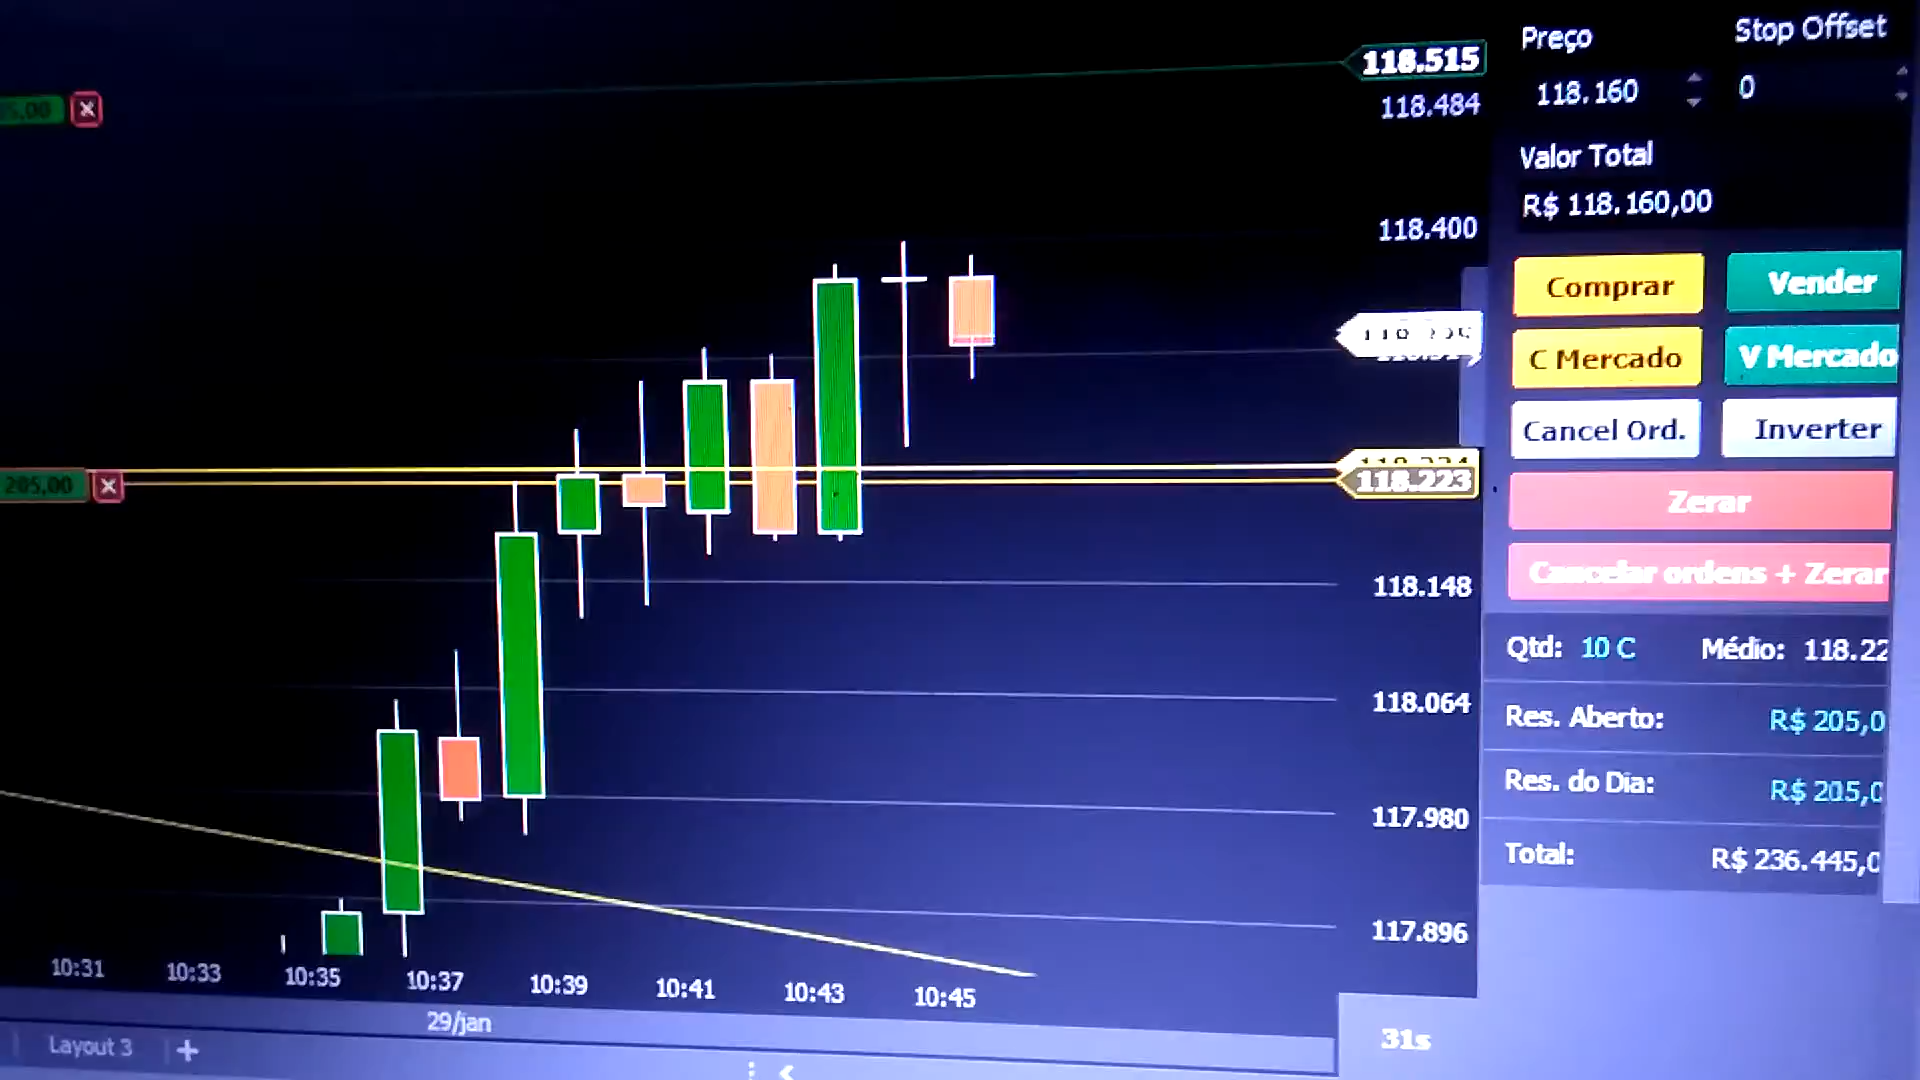 Preço
Stop Offset
118.160
0
Valor Total
R$ 118.160,00
Comprar
Vender
C Mercado
V Mercado
Cancel Ord.
Inverter
Zerar
Cancelar ordens + Zerar
Qtd: 10 C
Médio: 118.22
Res. Aberto: R$ 205,0
Res. do Dia: R$ 205,0
Total: R$ 236.445,0
118.515
118.484
118.400
118.223
118.148
118.064
117.980
117.896
205,00
10:31 10:33 10:35 10:37 10:39 10:41 10:43 10:45
29/jan
Layout 3 +
31s